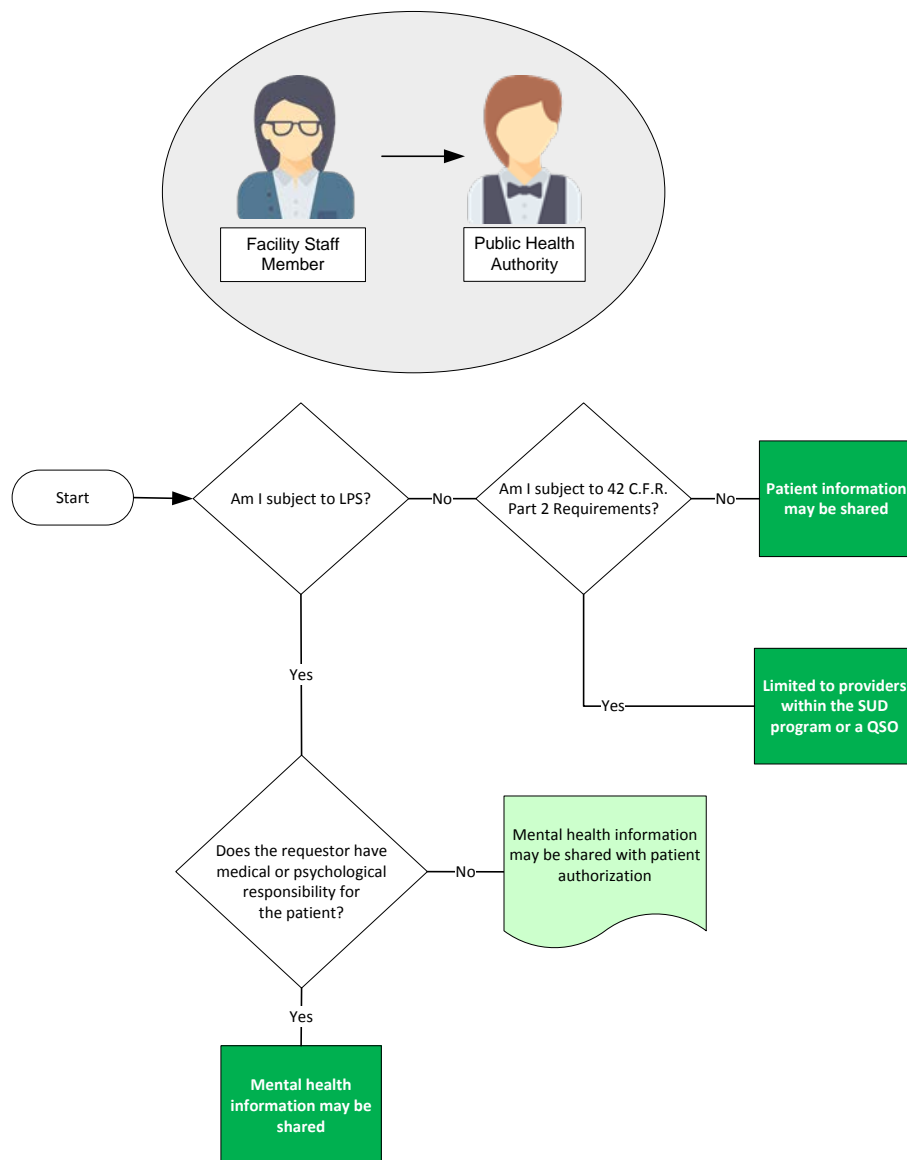 Facility Staff
Member
Public Health
Authority
Start
Am I subject to LPS?
No
Am I subject to 42 C.F.R.
Part 2 Requirements?
No
Patient information
may be shared
Yes
Yes
Limited to providers
within the SUD
program or a QSO
Does the requestor have
medical or psychological
responsibility for
the patient?
No
Mental health information
may be shared with patient
authorization
Yes
Mental health
information may be
shared